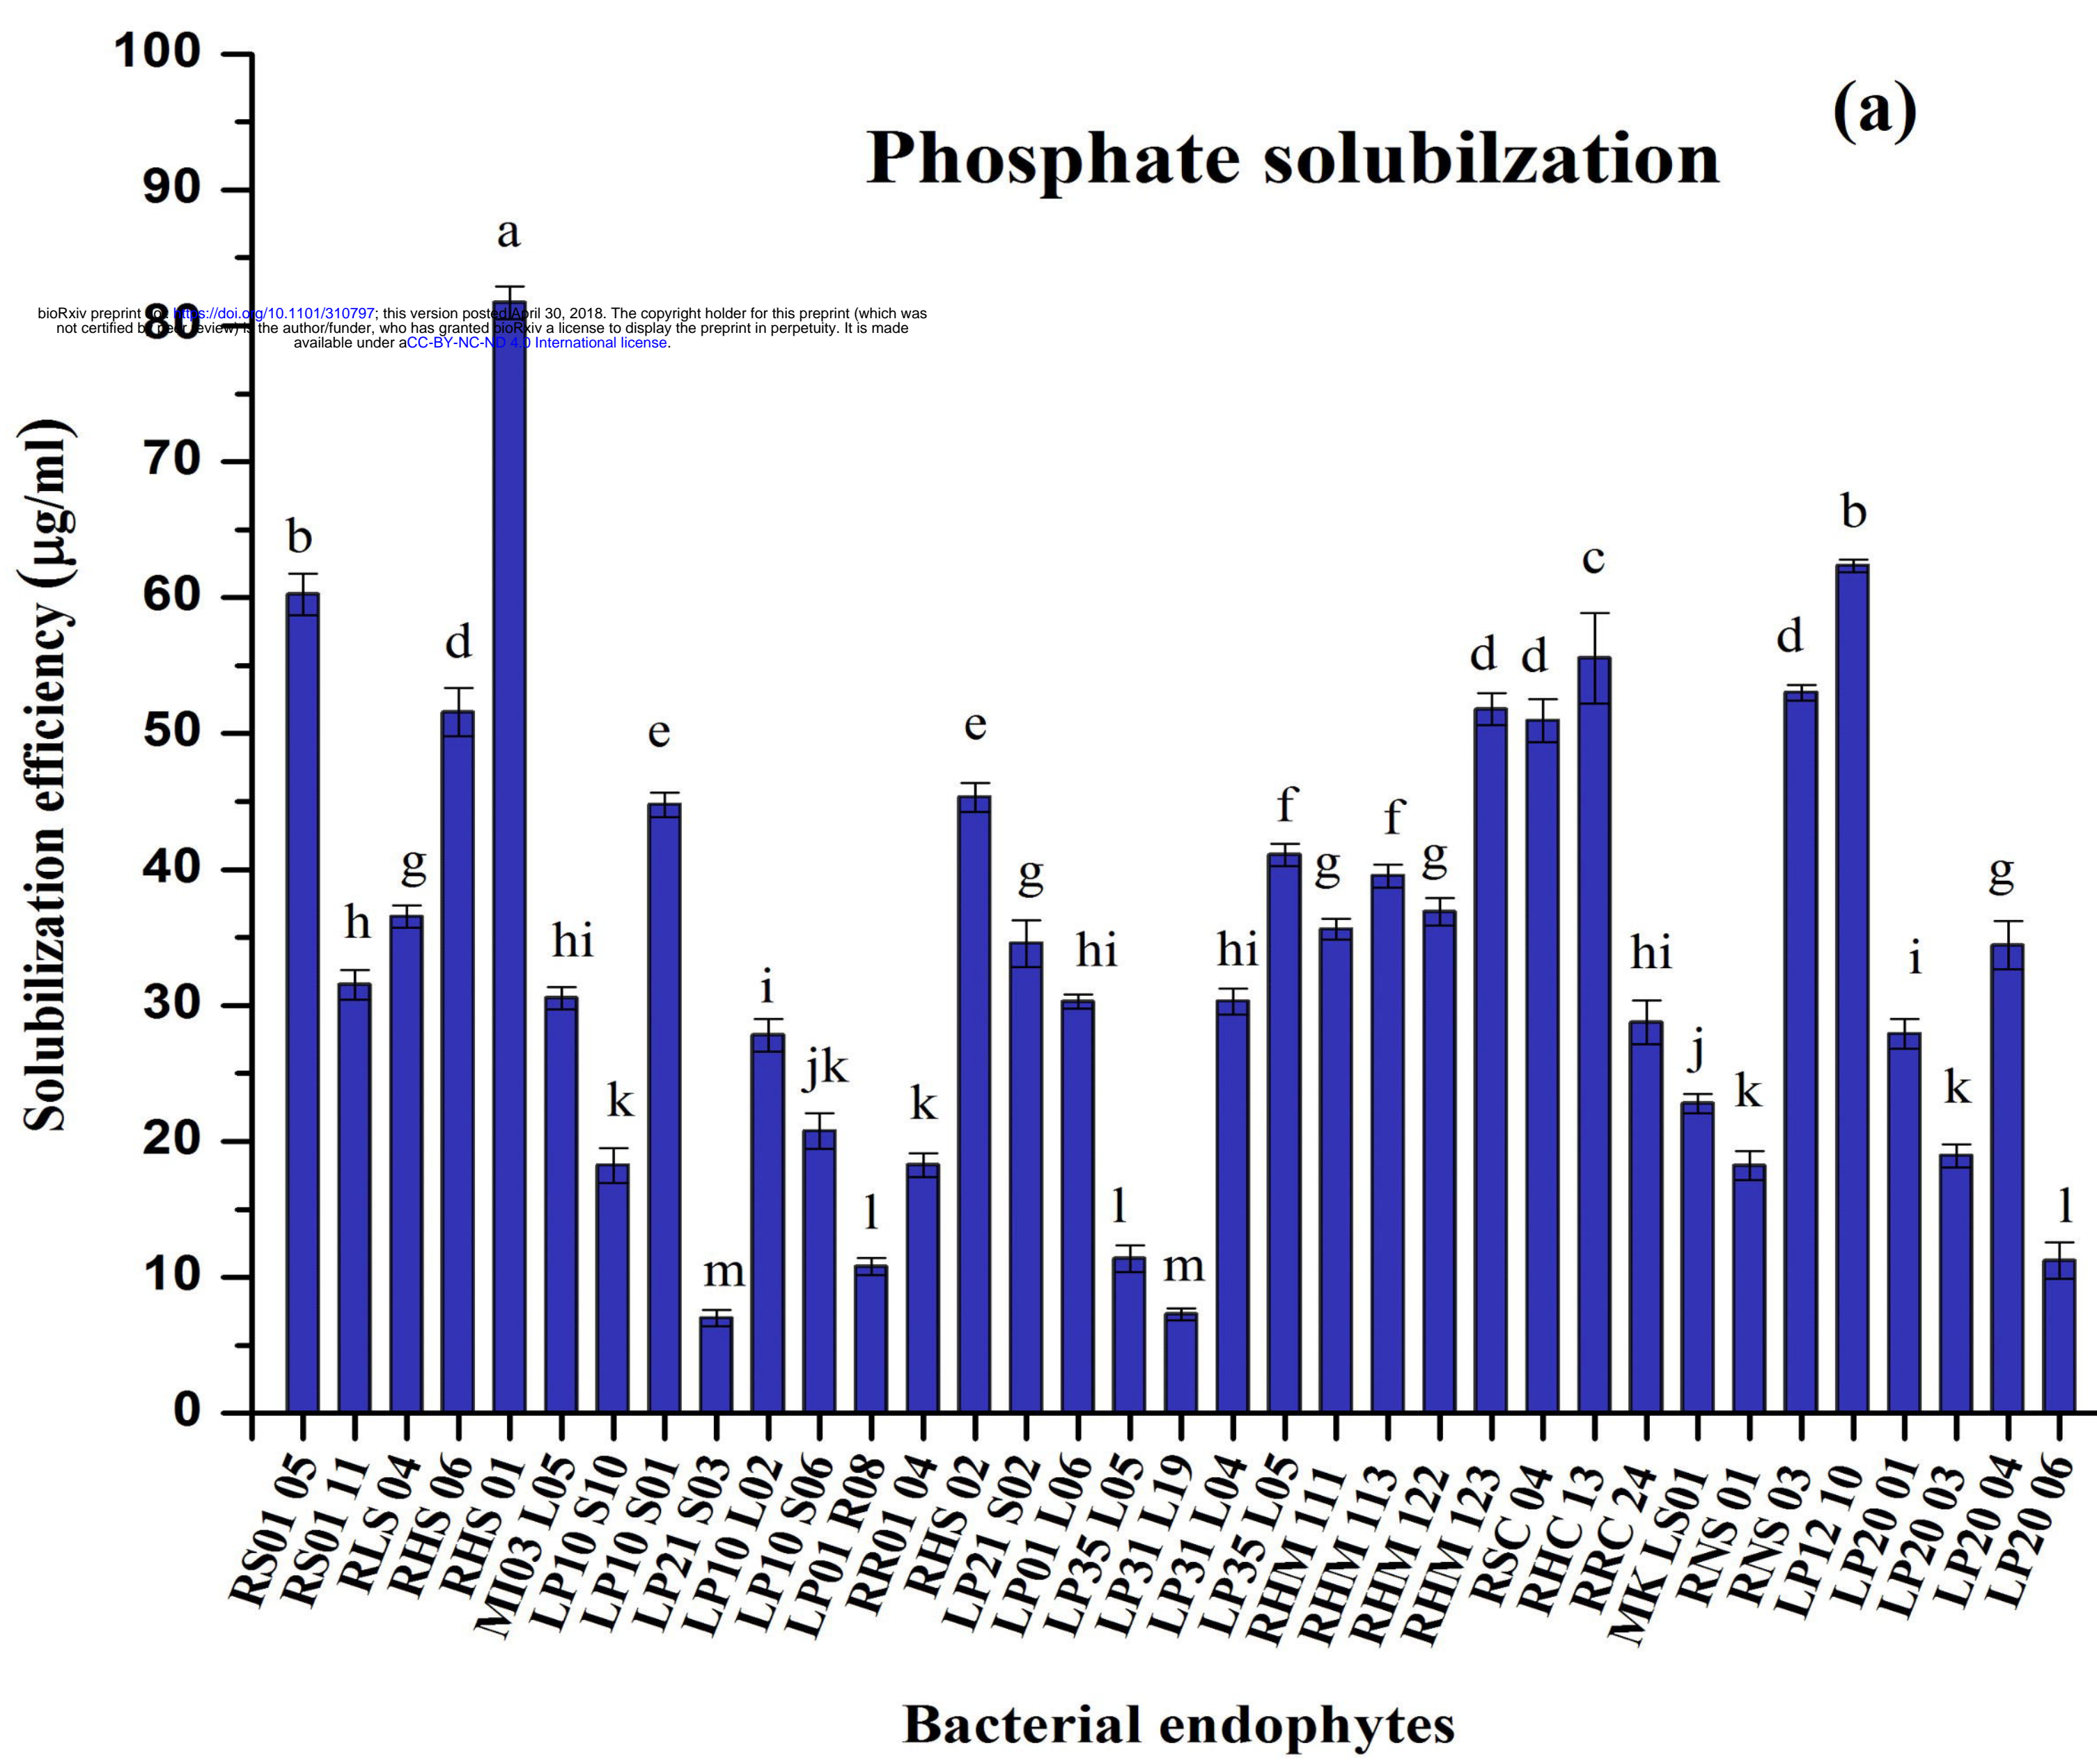 (a)
Phosphate solubilzation
Solubilization efficiency (µg/ml)
100
90
80
70
60
50
40
30
20
10
0
bioRxiv preprint doi: https://doi.org/10.1101/310797; this version posted April 30, 2018. The copyright holder for this preprint (which was
not certified by peer review) is the author/funder, who has granted bioRxiv a license to display the preprint in perpetuity. It is made
available under aCC-BY-NC-ND 4.0 International license.
b
h
g
d
a
hi
k
e
m
i
jk
l
k
e
g
hi
l
m
hi
f
g
f
g
d
d
c
hi
j
k
d
b
i
k
g
l
RS01 05
RS01 11
RLS 04
RHS 06
RHS 01
MI03 L05
LP10 S10
LP10 S01
LP21 S03
LP10 L02
LP10 S06
LP01 R08
RR01 04
RHS 02
LP21 S02
LP01 L06
LP35 L05
LP31 L19
LP31 L04
LP35 L05
RHM 111
RHM 113
RHM 122
RHM 123
RSC 04
RHC 13
RRC 24
MK LS01
RNS 01
RNS 03
LP12 10
LP20 01
LP20 03
LP20 04
LP20 06
Bacterial endophytes